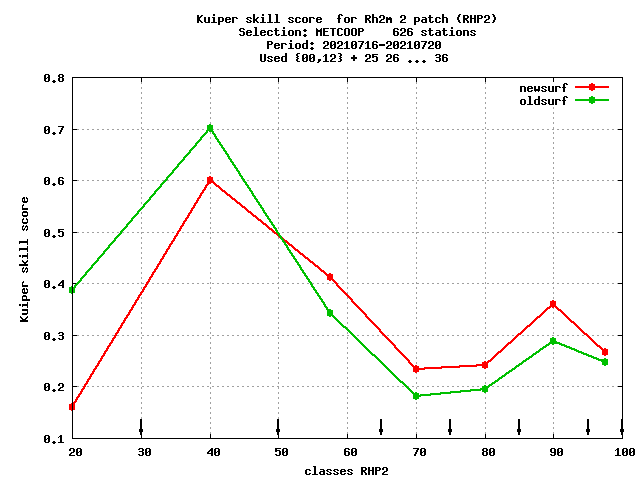 Kuiper skill score  for Rh2m 2 patch (RHP2)
Selection: METCOOP    626 stations
Period: 20210716-20210720
Used {00,12} + 25 26 ... 36
newsurf
oldsurf
0.8
0.7
0.6
0.5
0.4
0.3
0.2
0.1
Kuiper skill score
20 30 40 50 60 70 80 90 100
classes RHP2